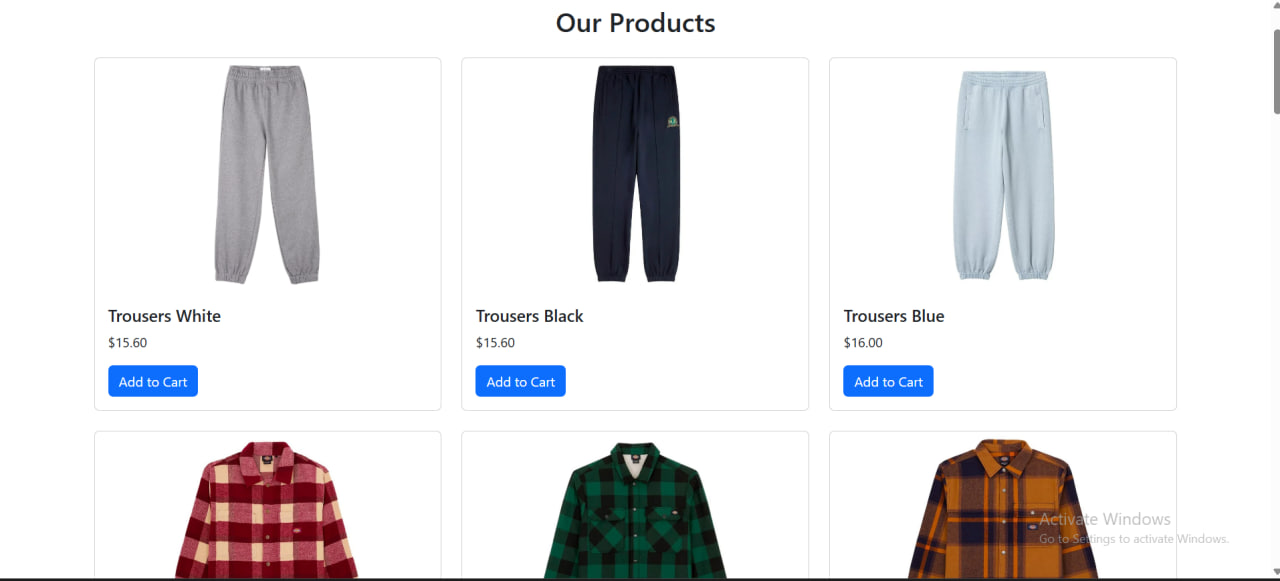 Our Products
Trousers White
$15.60
Add to Cart
Trousers Black
$15.60
Add to Cart
Trousers Blue
$16.00
Add to Cart
Activate Windows
Go to Settings to activate Windows.